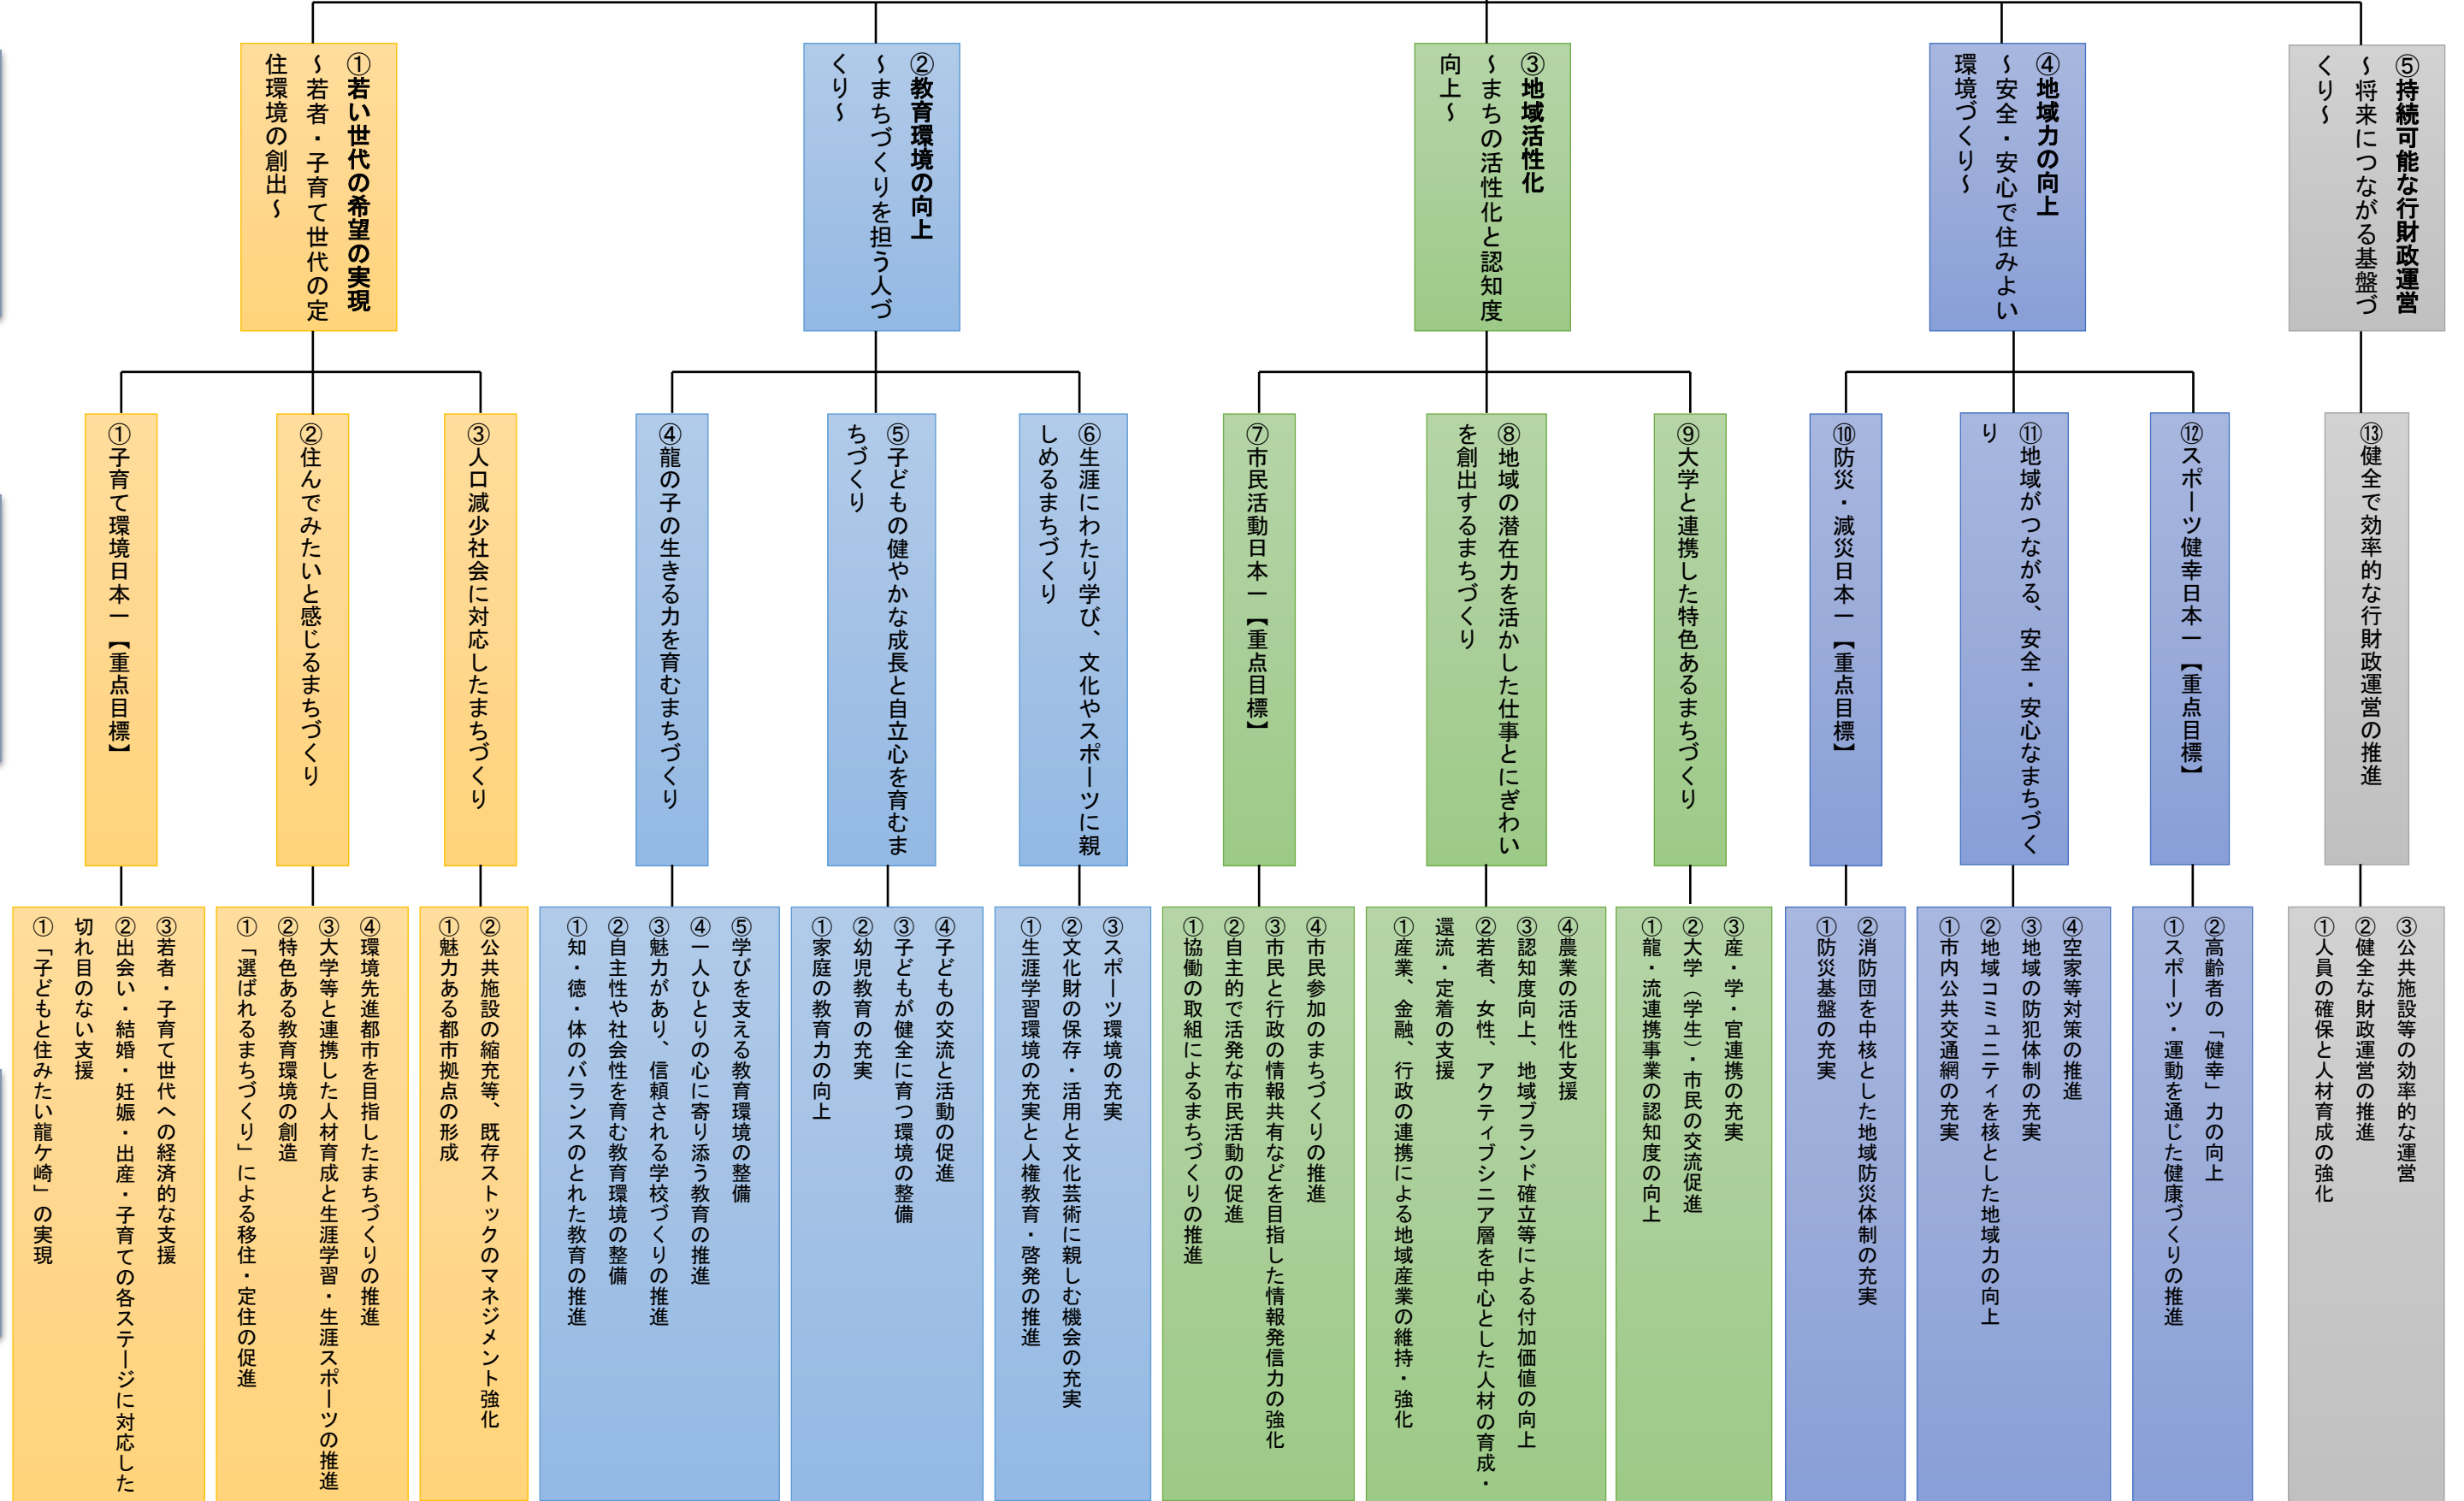 ①若い世代の希望の実現
～若者・子育て世代の定
住環境の創出～
②教育環境の向上
～まちづくりを担う人づ
くり～
③地域活性化
～まちの活性化と認知度
向上～
④地域力の向上
～安全・安心で住みよい
環境づくり～
⑤持続可能な行財政運営
～将来につながる基盤づ
くり～
①子育て環境日本一【重点目標】
②住んでみたいと感じるまちづくり
③人口減少社会に対応したまちづくり
④龍の子の生きる力を育むまちづくり
⑤子どもの健やかな成長と自立心を育むま
ちづくり
⑥生涯にわたり学び、文化やスポーツに親
しめるまちづくり
⑦市民活動日本一【重点目標】
⑧地域の潜在力を活かした仕事とにぎわい
を創出するまちづくり
⑨大学と連携した特色あるまちづくり
⑩防災・減災日本一【重点目標】
⑪地域がつながる、安全・安心なまちづく
り
⑫スポーツ健幸日本一【重点目標】
⑬健全で効率的な行財政運営の推進
①「子どもと住みたい龍ケ崎」の実現
②出会い・結婚・妊娠・出産・子育ての各ステージに対応した
切れ目のない支援
③若者・子育て世代への経済的な支援
①「選ばれるまちづくり」による移住・定住の促進
②特色ある教育環境の創造
③大学等と連携した人材育成と生涯学習・生涯スポーツの推進
④環境先進都市を目指したまちづくりの推進
①魅力ある都市拠点の形成
②公共施設の縮充等、既存ストックのマネジメント強化
①知・徳・体のバランスのとれた教育の推進
②自主性や社会性を育む教育環境の整備
③魅力があり、信頼される学校づくりの推進
④一人ひとりの心に寄り添う教育の推進
⑤学びを支える教育環境の整備
①家庭の教育力の向上
②幼児教育の充実
③子どもが健全に育つ環境の整備
④子どもの交流と活動の促進
①生涯学習環境の充実と人権教育・啓発の推進
②文化財の保存・活用と文化芸術に親しむ機会の充実
③スポーツ環境の充実
①協働の取組によるまちづくりの推進
②自主的で活発な市民活動の促進
③市民と行政の情報共有などを目指した情報発信力の強化
④市民参加のまちづくりの推進
①産業、金融、行政の連携による地域産業の維持・強化
②若者、女性、アクティブシニア層を中心とした人材の育成・
還流・定着の支援
③認知度向上、地域ブランド確立等による付加価値の向上
④農業の活性化支援
①龍・流連携事業の認知度の向上
②大学（学生）・市民の交流促進
③産・学・官連携の充実
①防災基盤の充実
②消防団を中核とした地域防災体制の充実
①市内公共交通網の充実
②地域コミュニティを核とした地域力の向上
③地域の防犯体制の充実
④空家等対策の推進
①スポーツ・運動を通じた健康づくりの推進
②高齢者の「健幸」力の向上
①人員の確保と人材育成の強化
②健全な財政運営の推進
③公共施設等の効率的な運営